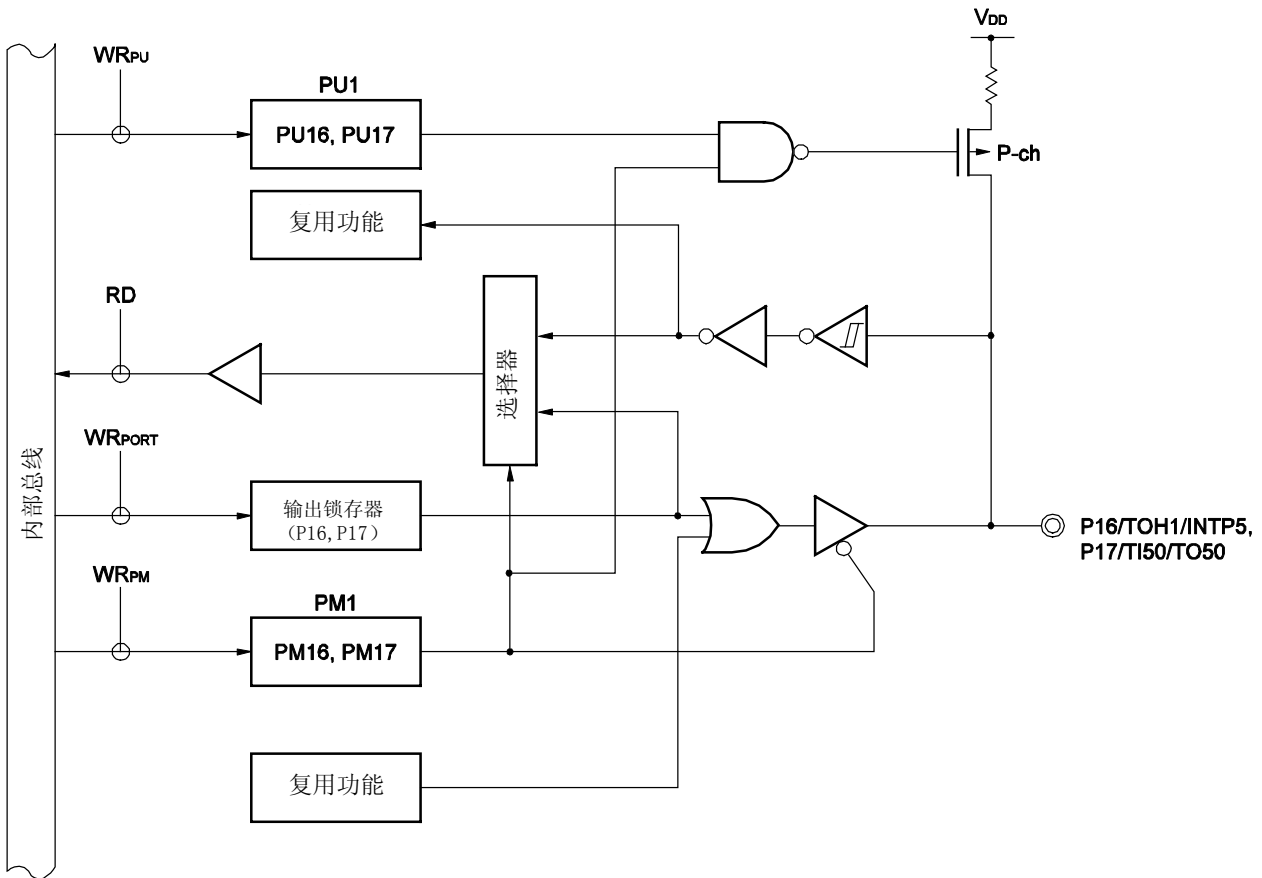 VDD
WRPU
PU1
PU16, PU17
P-ch
复用功能
RD
选择器
WRPORT
内部总线
输出锁存器
(P16,P17)
P16/TOH1/INTP5,
P17/TI50/TO50
WRPM
PM1
PM16, PM17
复用功能